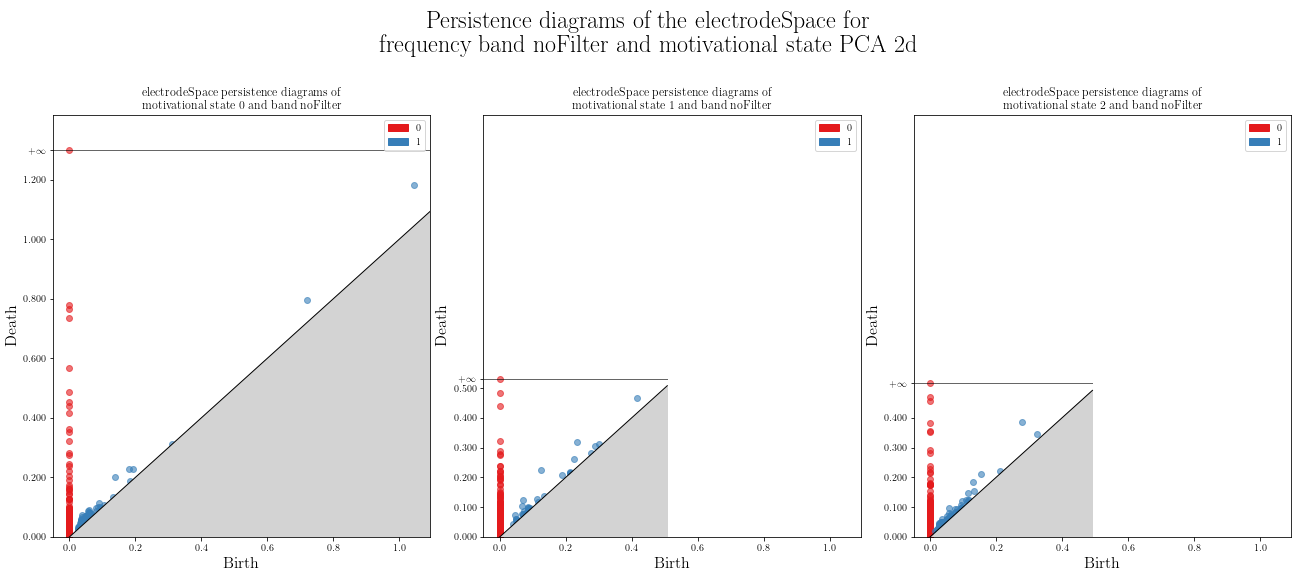 Persistence diagrams of the electrodeSpace for
frequency band noFilter and motivational state PCA 2d
electrodeSpace persistence diagrams of
motivational state 0 and band noFilter
0
1
+∞
1.200
1.000
0.800
0.600
0.400
0.200
0.000
Death
0.0 0.2 0.4 0.6 0.8 1.0
Birth
electrodeSpace persistence diagrams of
motivational state 1 and band noFilter
0
1
+∞
0.500
0.400
0.300
0.200
0.100
0.000
Death
0.0 0.2 0.4 0.6 0.8 1.0
Birth
electrodeSpace persistence diagrams of
motivational state 2 and band noFilter
0
1
+∞
0.400
0.300
0.200
0.100
0.000
Death
0.0 0.2 0.4 0.6 0.8 1.0
Birth